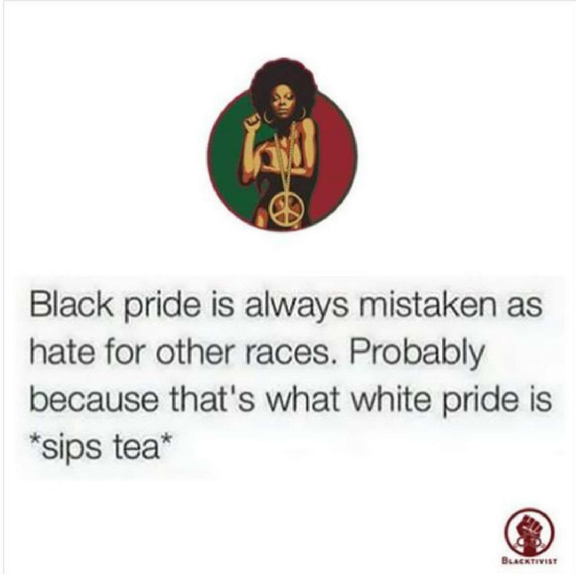 Black pride is always mistaken as
hate for other races. Probably
because that's what white pride is
*sips tea*
BLACKTIVIST